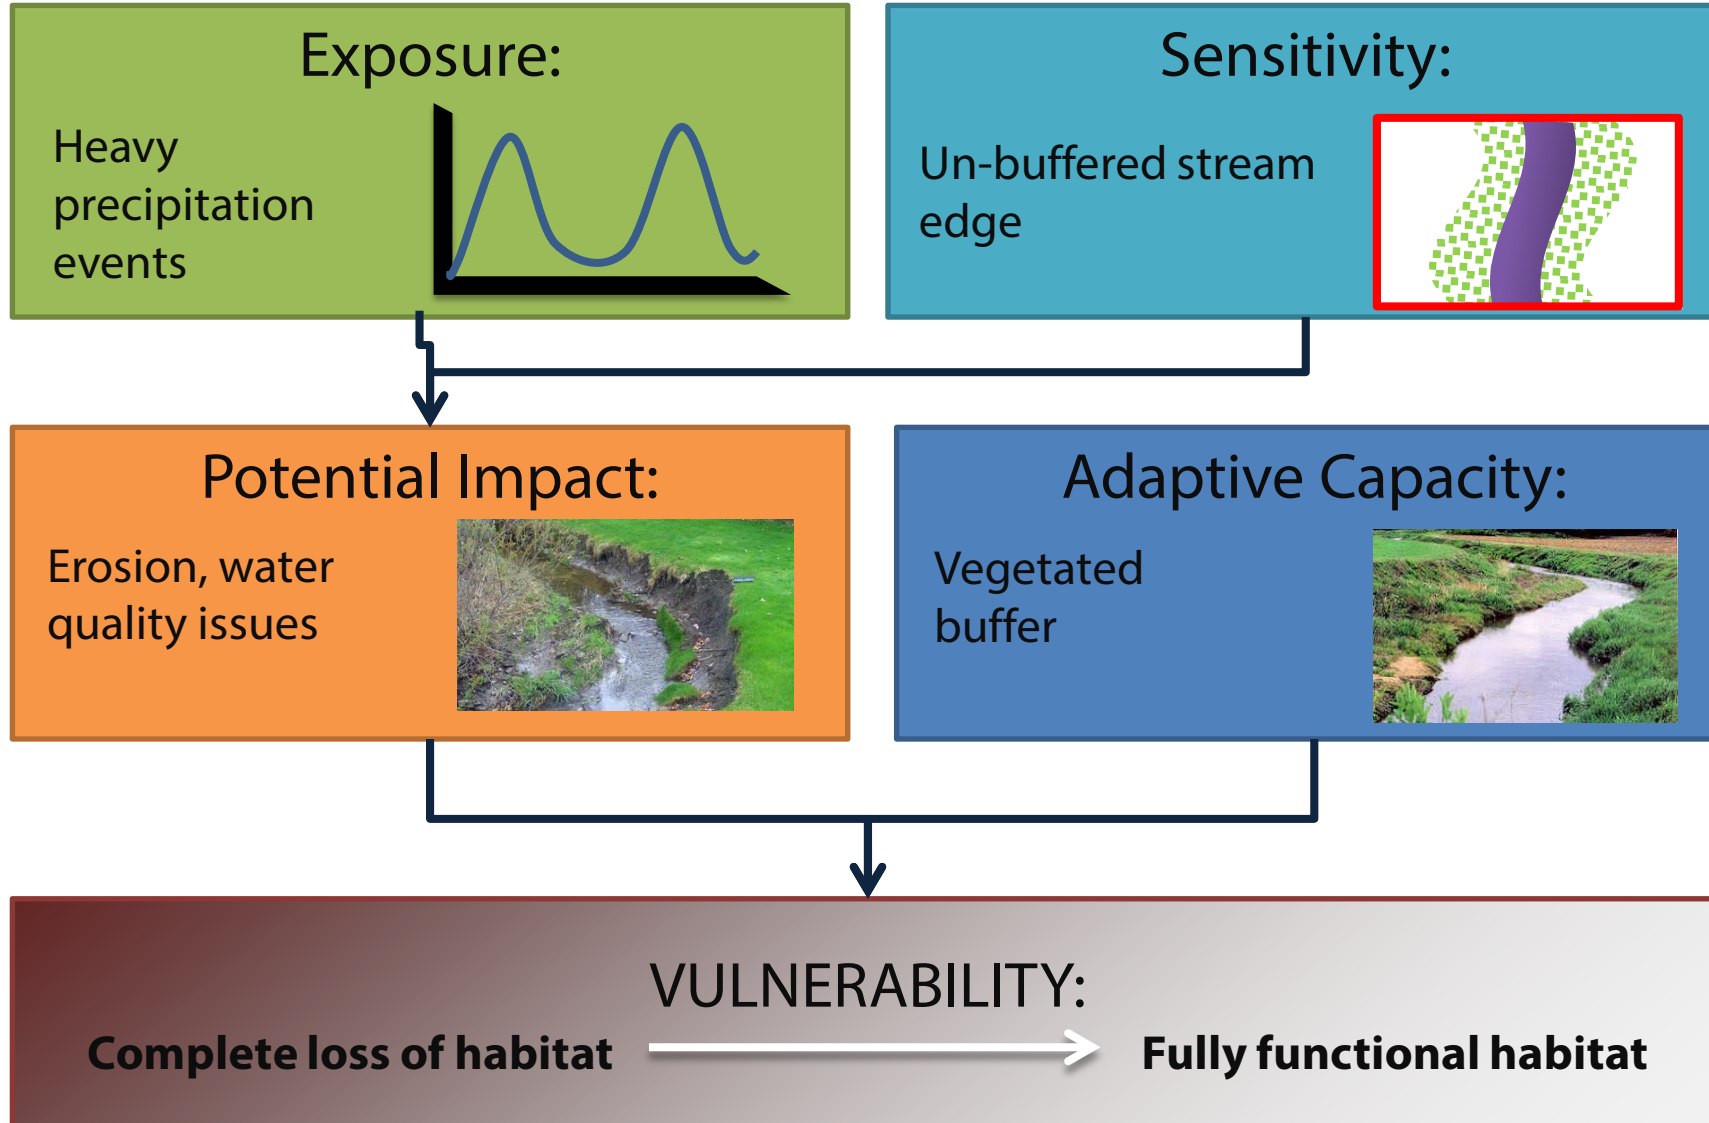 Exposure:
Heavy
precipitation
events
Sensitivity:
Un-buffered stream
edge
Potential Impact:
Erosion, water
quality issues
Adaptive Capacity:
Vegetated
buffer
VULNERABILITY:
Complete loss of habitat
Fully functional habitat